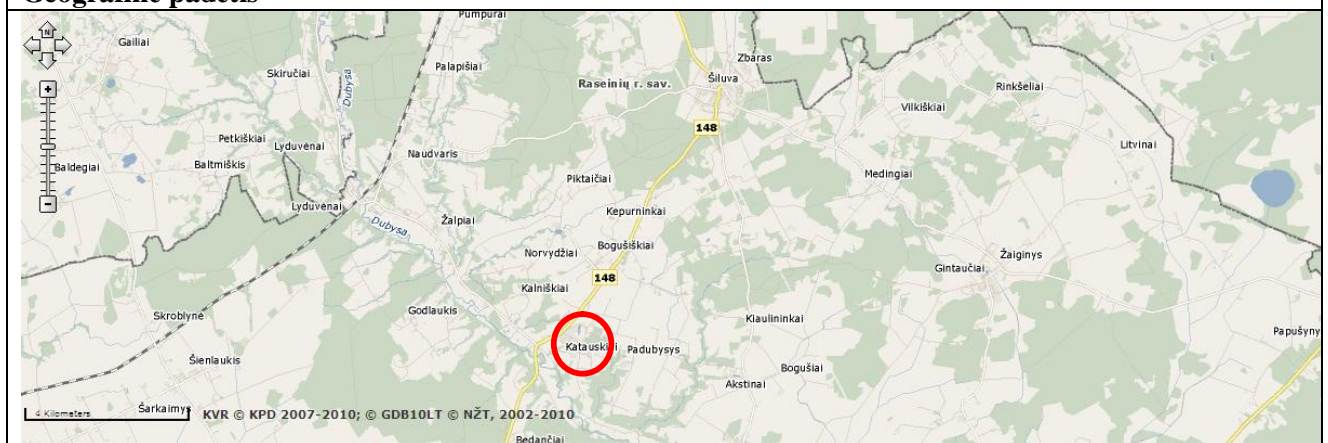 Geografinė padėtis
N
Pumpurai
Gailiai
Zbaras
Skiručiai
Palapišiai
Dubysa
Raseinių r. sav.
Šiluva
Rinkšeliai
Vilkiškiai
148
Petkiškiai
Lyduvėnai
Litvinai
Baldegiai
Baltmiškis
Naudvaris
Medingiai
Piktaičiai
Lyduvėnai
Kepurninkai
Dubysa
Žalpiai
Bogušiškiai
Norvydžiai
Žaiginys
Gintaučiai
148
Kalniškiai
Godlaukis
Skroblynė
Kiaulininkai
Papušyny
Katauskiai
Padubysys
Šienlaukis
Bogušiai
Akstinai
4 Kilometers
Šarkaimys
KVR © KPD 2007-2010; © GDB10LT © NŽT, 2002-2010
Bedančiai